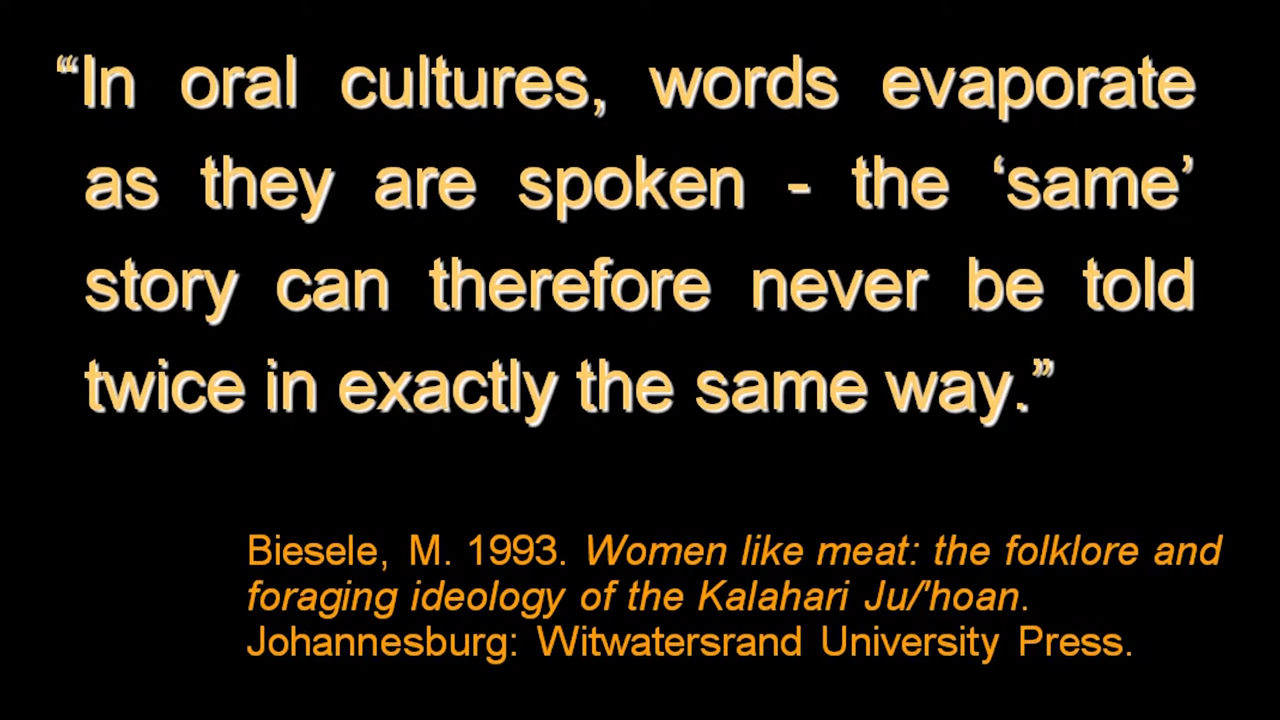 “In oral cultures, words evaporate
as they are spoken - the ‘same’
story can therefore never be told
twice in exactly the same way.”
Biesele, M. 1993. Women like meat: the folklore and
foraging ideology of the Kalahari Ju/'hoan.
Johannesburg: Witwatersrand University Press.